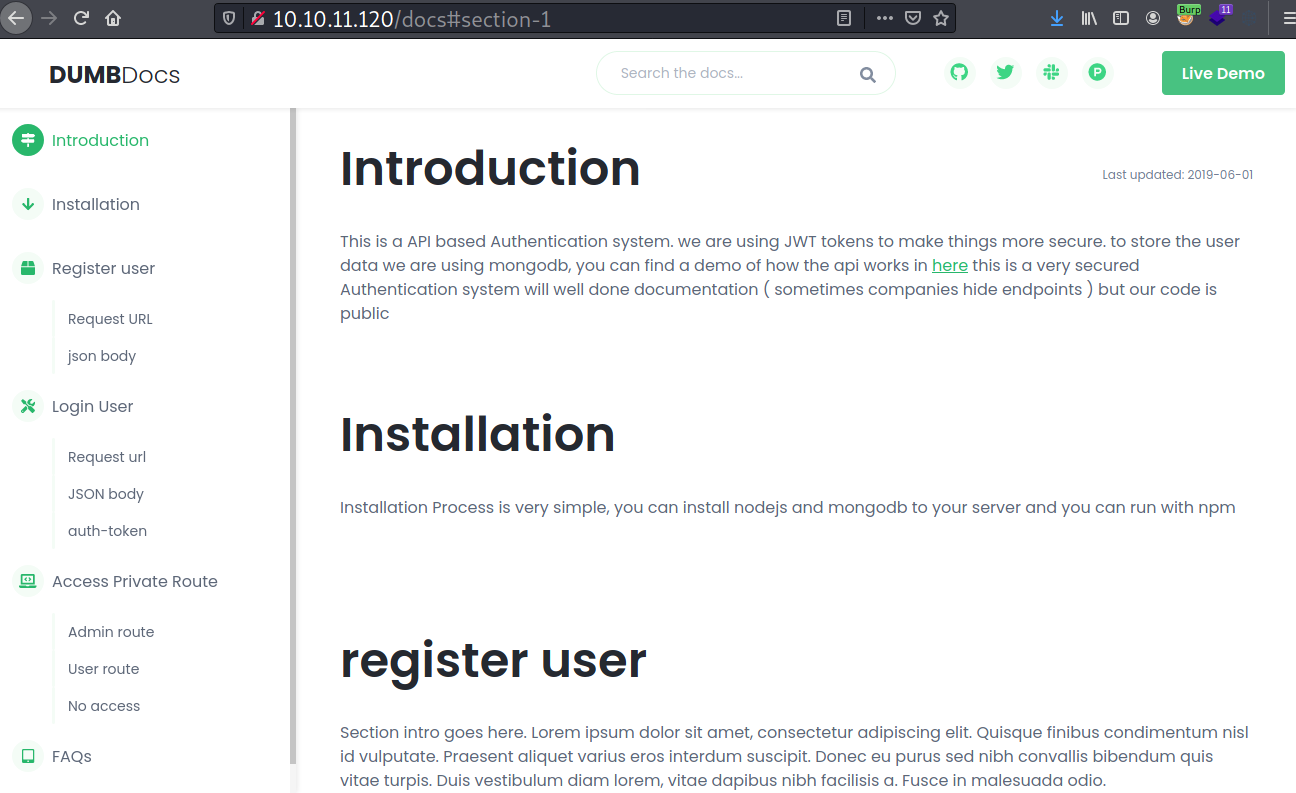 10.10.11.120/docs#section-1
Burp
11
DUMBDocs
Search the docs...
Live Demo
Introduction
Installation
Register user
Request URL
json body
Login User
Request url
JSON body
auth-token
Access Private Route
Admin route
User route
No access
FAQs
Introduction
Last updated: 2019-06-01
This is a API based Authentication system. we are using JWT tokens to make things more secure. to store the user
data we are using mongodb, you can find a demo of how the api works in here this is a very secured
Authentication system will well done documentation ( sometimes companies hide endpoints ) but our code is
public
Installation
Installation Process is very simple, you can install nodejs and mongodb to your server and you can run with npm
register user
Section intro goes here. Lorem ipsum dolor sit amet, consectetur adipiscing elit. Quisque finibus condimentum nisl
id vulputate. Praesent aliquet varius eros interdum suscipit. Donec eu purus sed nibh convallis bibendum quis
vitae turpis. Duis vestibulum diam lorem, vitae dapibus nibh facilisis a. Fusce in malesuada odio.